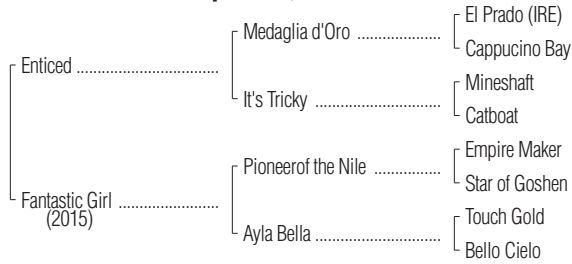 El Prado (IRE)
Medaglia d'Oro ....................
Cappucino Bay
Enticed ..................................
Mineshaft
It's Tricky ..............................
Catboat
Empire Maker
Pioneerof the Nile ................
Star of Goshen
Fantastic Girl ........................
(2015)
Touch Gold
Ayla Bella ..............................
Bello Cielo